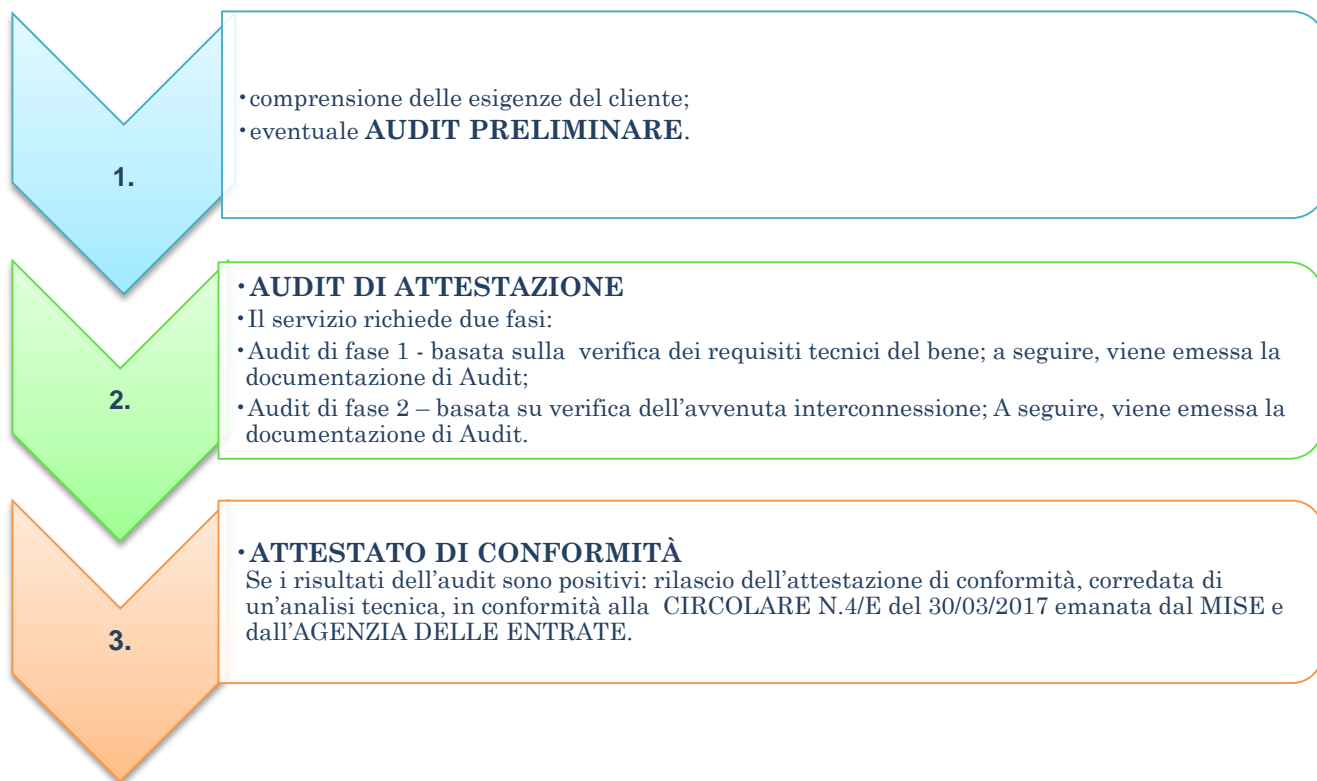 1.
•comprensione delle esigenze del cliente;
•eventuale AUDIT PRELIMINARE.
2.
•AUDIT DI ATTESTAZIONE
•Il servizio richiede due fasi:
•Audit di fase 1 - basata sulla  verifica dei requisiti tecnici del bene; a seguire, viene emessa la
documentazione di Audit;
•Audit di fase 2 – basata su verifica dell’avvenuta interconnessione; A seguire, viene emessa la
documentazione di Audit.
3.
•ATTESTATO DI CONFORMITÀ
Se i risultati dell’audit sono positivi: rilascio dell’attestazione di conformità, corredata di
un’analisi tecnica, in conformità alla  CIRCOLARE N.4/E del 30/03/2017 emanata dal MISE e
dall’AGENZIA DELLE ENTRATE.